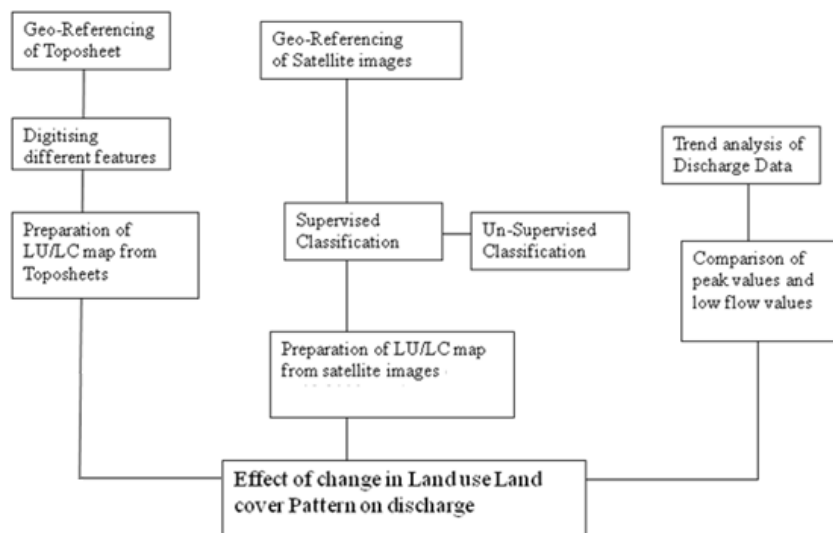 Geo-Referencing
of Toposheet
Geo-Referencing
of Satellite images
Digitising
different features
Trend analysis of
Discharge Data
Preparation of
LU/LC map from
Toposheets
Supervised
Classification
Un-Supervised
Classification
Comparison of
peak values and
low flow values
Preparation of LU/LC map
from satellite images
Effect of change in Land use Land
cover Pattern on discharge